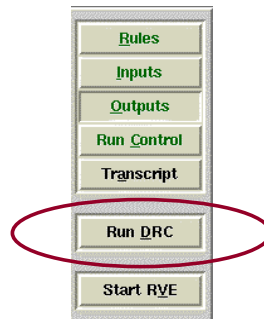 Rules
Inputs
Outputs
Run Control
Transcript
Run DRC
Start RVE